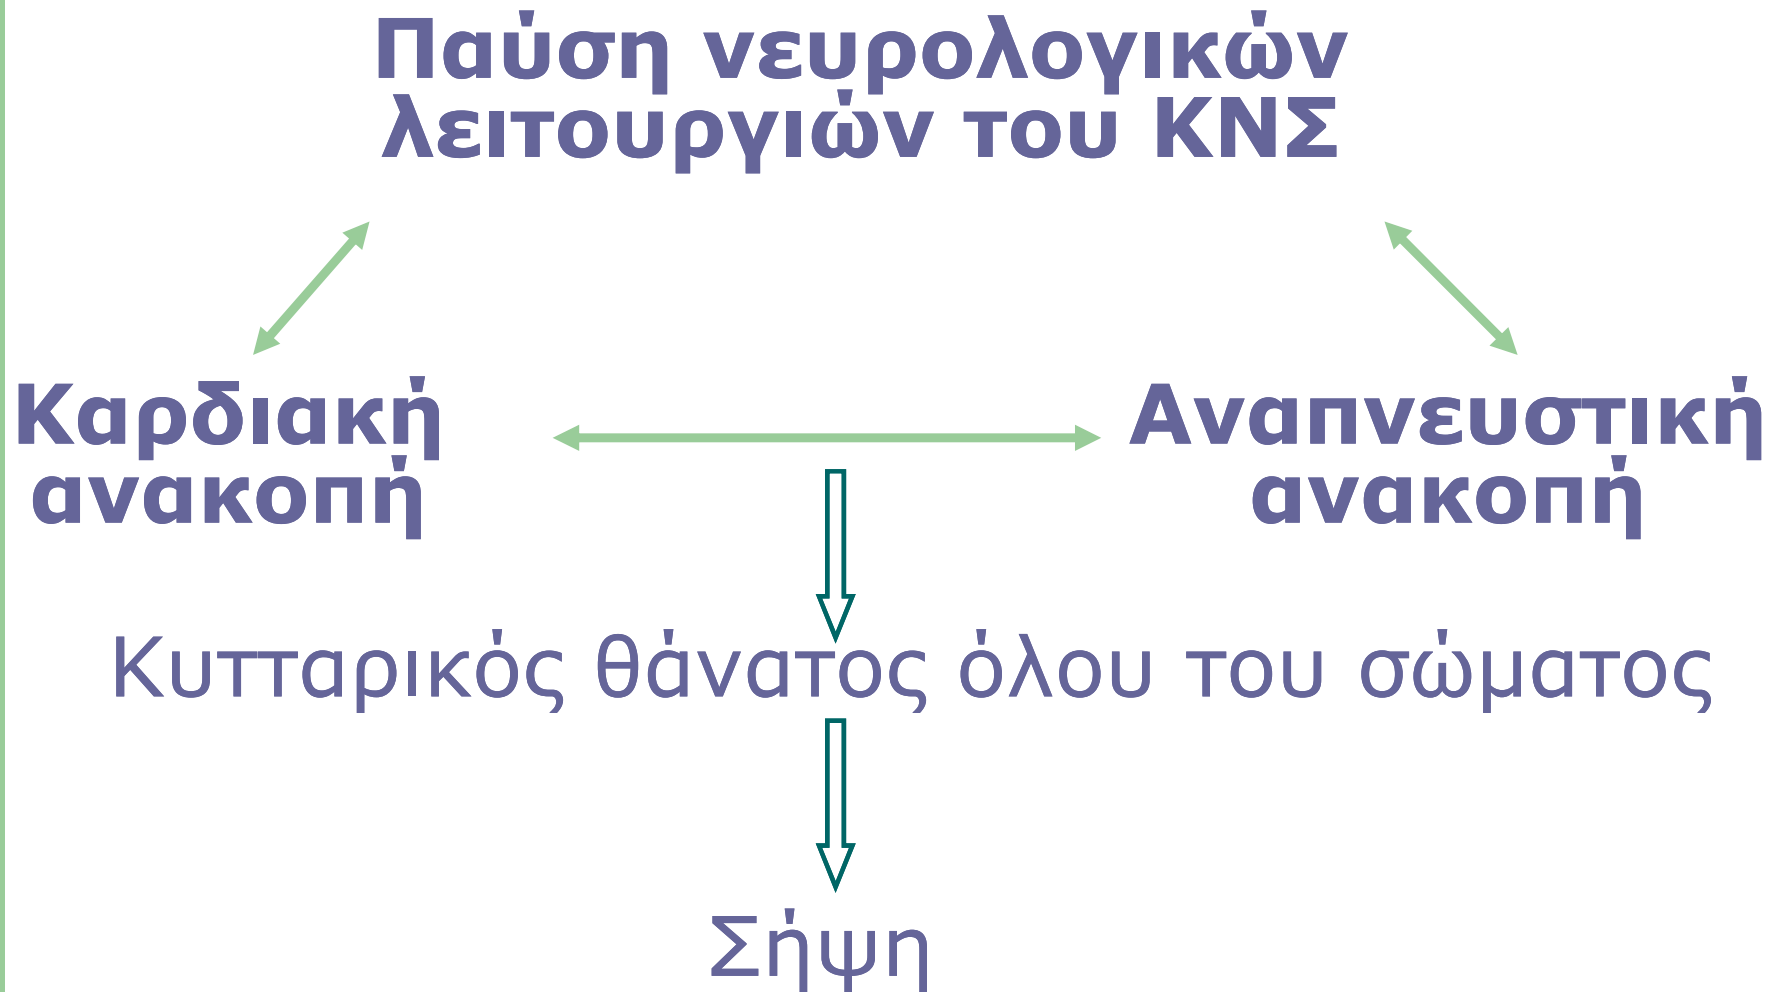 Παύση νευρολογικών
λειτουργιών του ΚΝΣ
Καρδιακή
ανακοπή
Αναπνευστική
ανακοπή
Κυτταρικός θάνατος όλου του σώματος
Σήψη